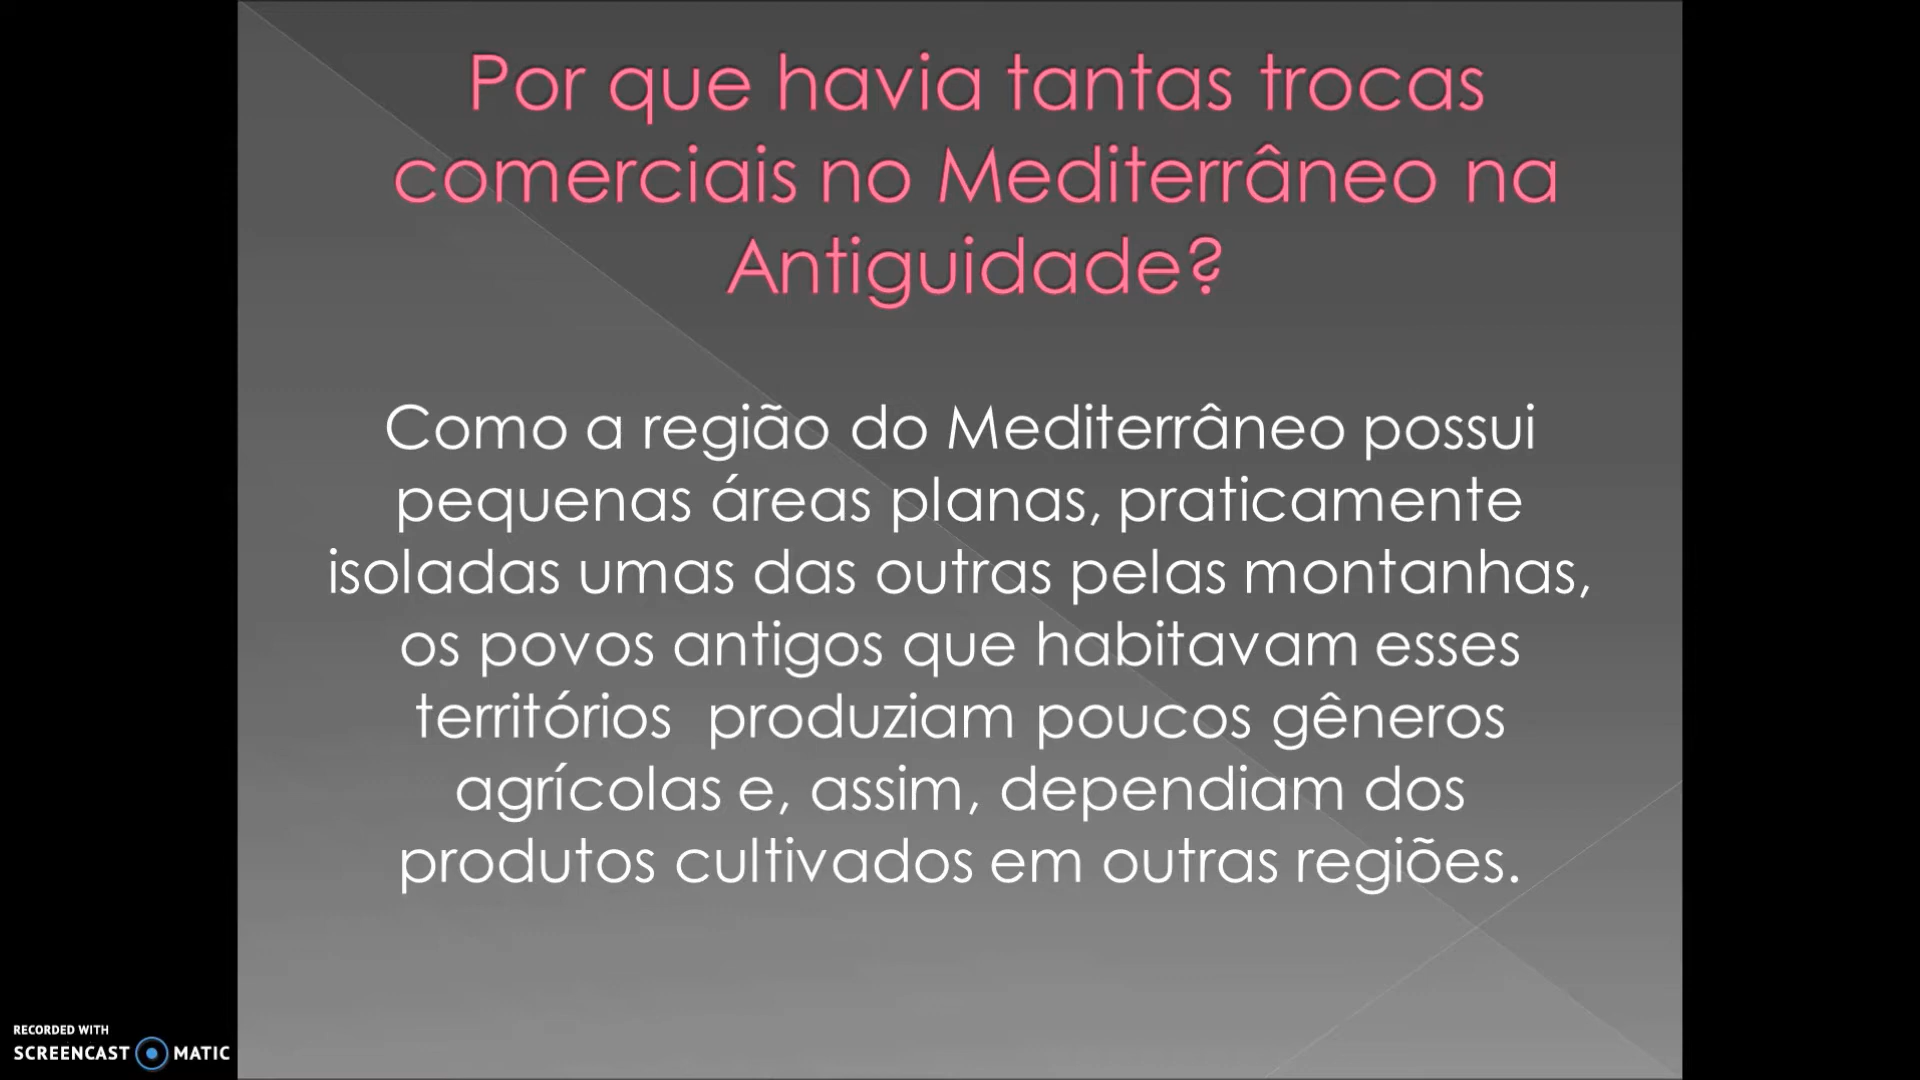 Por que havia tantas trocas
comerciais no Mediterrâneo na
Antiguidade?
Como a região do Mediterrâneo possui
pequenas áreas planas, praticamente
isoladas umas das outras pelas montanhas,
os povos antigos que habitavam esses
territórios  produziam poucos gêneros
agrícolas e, assim, dependiam dos
produtos cultivados em outras regiões.
RECORDED WITH
SCREENCAST MATIC